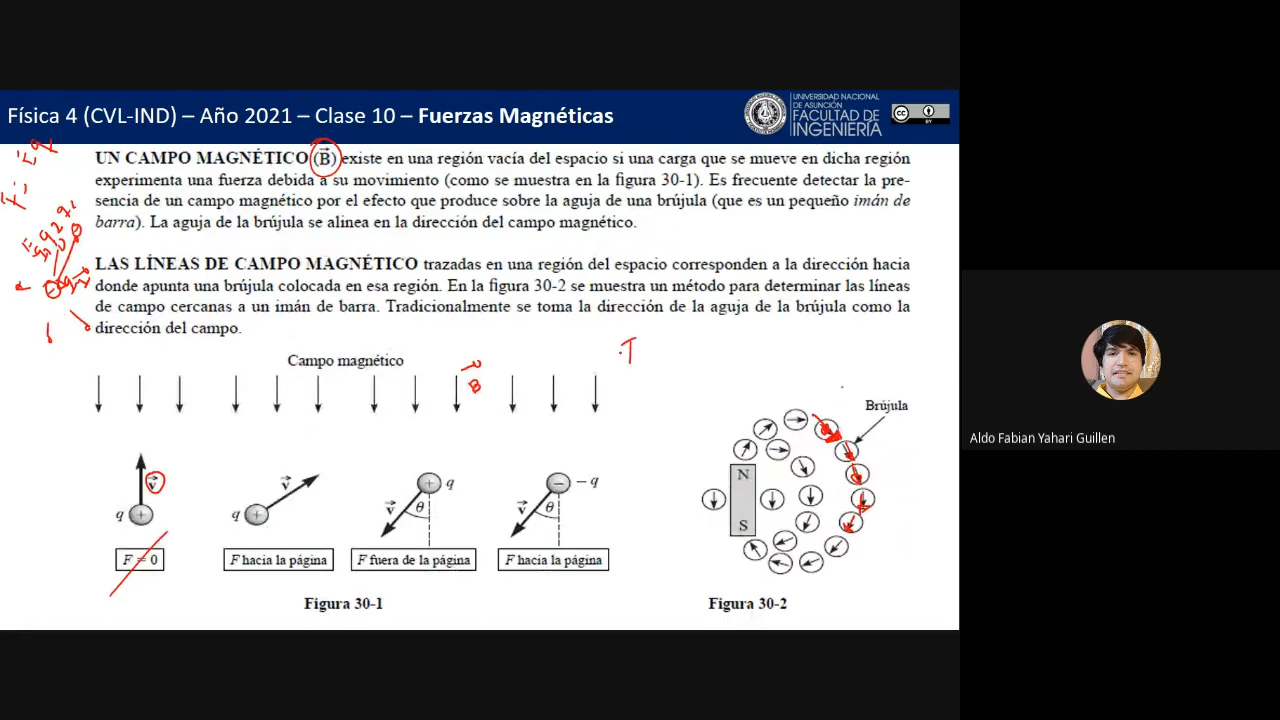 Física 4 (CVL-IND) – Año 2021 – Clase 10 – Fuerzas Magnéticas
UNIVERSIDAD NACIONAL
DE ASUNCIÓN
FACULTAD DE
INGENIERÍA
CC
BY
UN CAMPO MAGNÉTICO (B) existe en una región vacía del espacio si una carga que se mueve en dicha región
experimenta una fuerza debida a su movimiento (como se muestra en la figura 30-1). Es frecuente detectar la pre-
sencia de un campo magnético por el efecto que produce sobre la aguja de una brújula (que es un pequeño imán de
barra). La aguja de la brújula se alinea en la dirección del campo magnético.
LAS LÍNEAS DE CAMPO MAGNÉTICO trazadas en una región del espacio corresponden a la dirección hacia
donde apunta una brújula colocada en esa región. En la figura 30-2 se muestra un método para determinar las líneas
de campo cercanas a un imán de barra. Tradicionalmente se toma la dirección de la aguja de la brújula como la
dirección del campo.
Campo magnético
B
T
Brújula
v
q +
v
q +
+ q
v θ
− −q
v θ
N
S
F = 0
F hacia la página
F fuera de la página
F hacia la página
Figura 30-1
Figura 30-2
Aldo Fabian Yahari Guillen